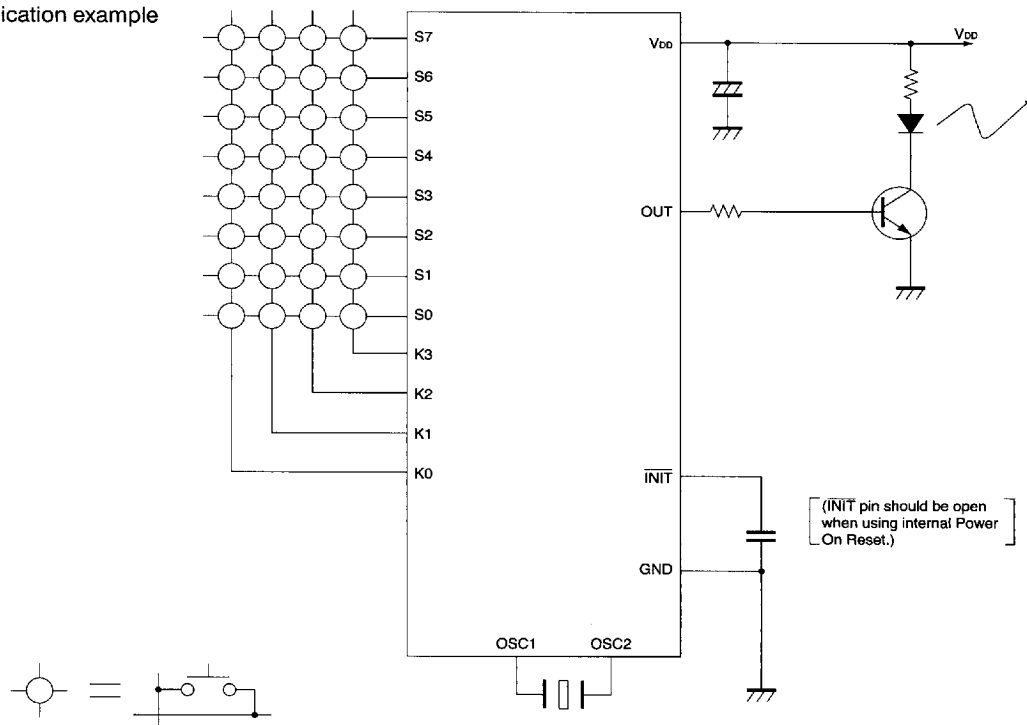 ication example
S7
S6
S5
S4
S3
S2
S1
S0
K3
K2
K1
K0
VDD
VDD
OUT
INIT
(INIT pin should be open
when using internal Power
On Reset.)
GND
OSC1 OSC2